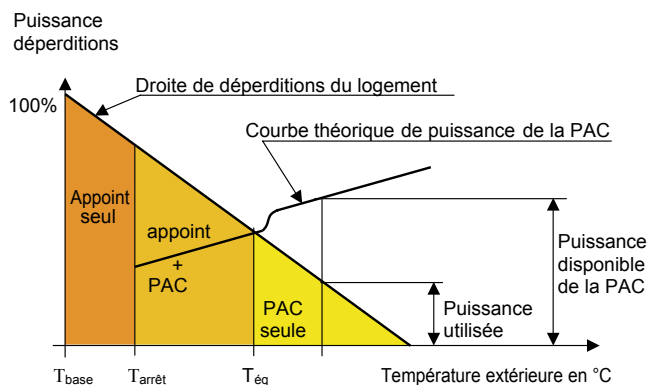 Puissance
déperditions
100%
Droite de déperditions du logement
Courbe théorique de puissance de la PAC
Appoint
seul
appoint
+
PAC
PAC
seule
Puissance
utilisée
Puissance
disponible
de la PAC
Tbase
Tarrêt
Téq
Température extérieure en °C